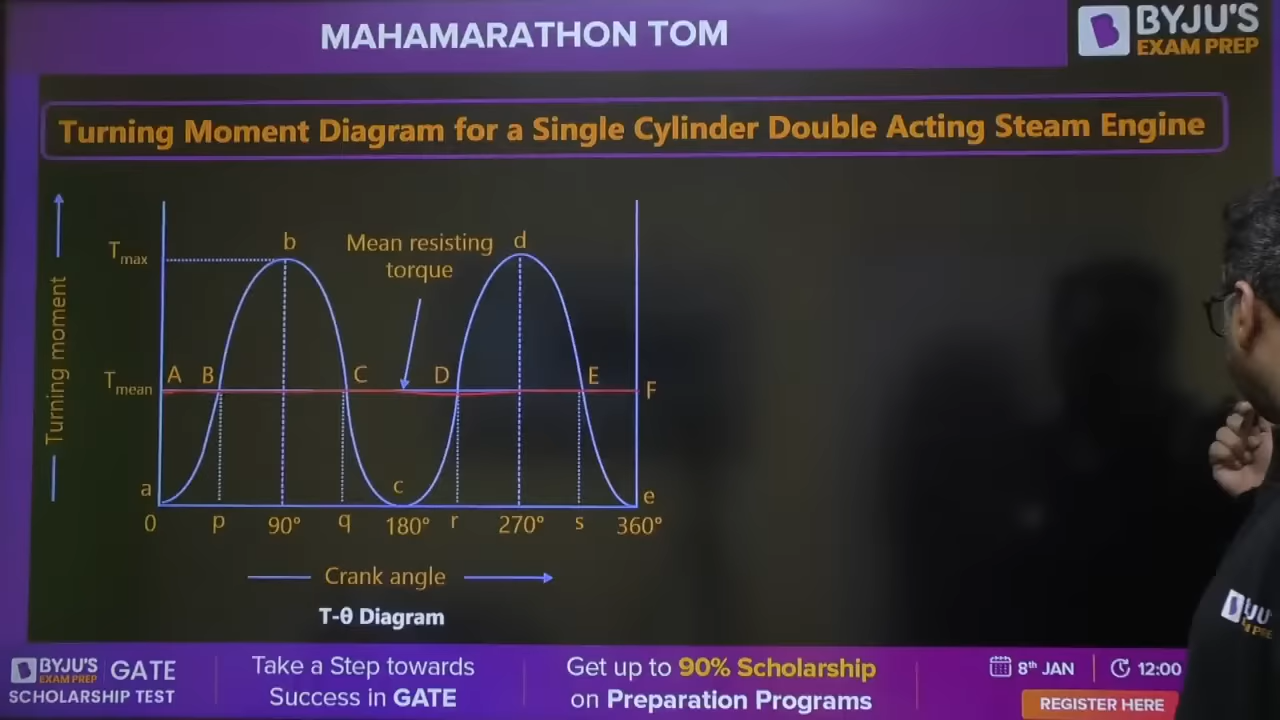 MAHAMARATHON TOM
BYJU'S
EXAM PREP
Turning Moment Diagram for a Single Cylinder Double Acting Steam Engine
Turning moment
Tmax
b
Mean resisting
torque
d
Tmean
A
B
C
D
E
F
a
c
e
0
p
90°
q
180°
r
270°
s
360°
Crank angle
T-θ Diagram
BYJU'S
EXAM PREP
GATE
SCHOLARSHIP TEST
Take a Step towards
Success in GATE
Get up to 90% Scholarship
on Preparation Programs
8th JAN
12:00
REGISTER HERE